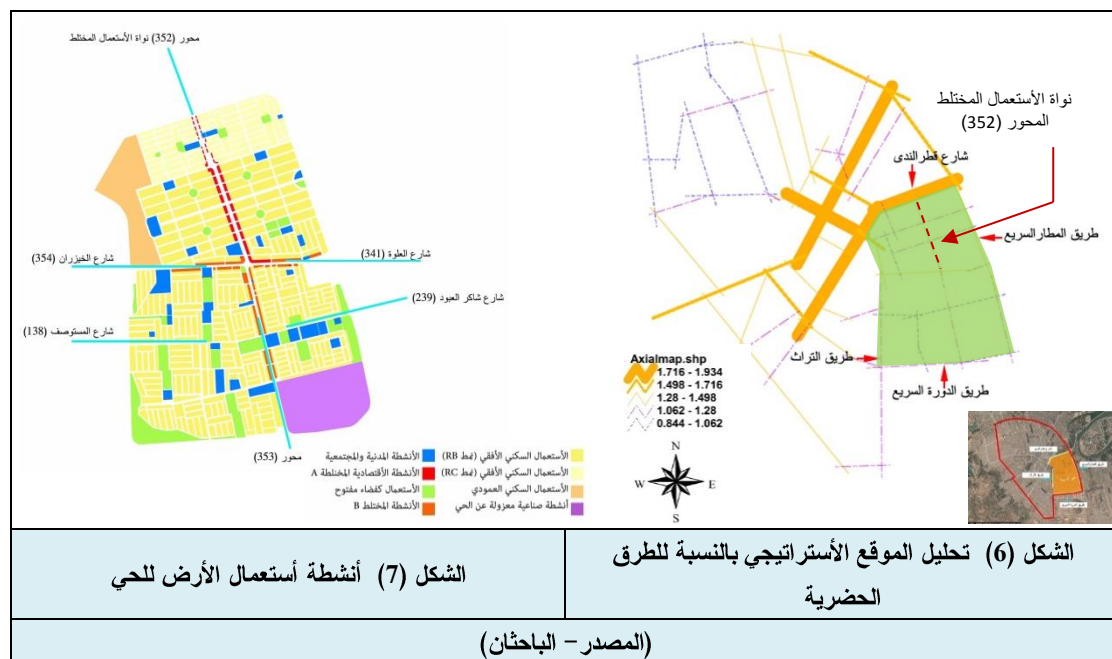 محور (352) نواة الأستعمال المختلط
شارع الخيزران (354)
شارع العلوة (341)
شارع شاكر العبود (239)
شارع المستوصف (138)
محور (353)
الأستعمال السكني الأفقي (نمط RB)
الأنشطة المدنية والمجتمعية
الأستعمال السكني الأفقي (نمط RC)
الأنشطة الأقتصادية المختلطة A
الأستعمال السكني العمودي
الأستعمال كفضاء مفتوح
أنشطة صناعية معزولة عن الحي
الأنشطة المختلط B
نواة الأستعمال المختلط
المحور (352)
شارع قطر الندى
طريق المطار السريع
طريق التراث
طريق الدورة السريع
Axialmap.shp
1.716 - 1.934
1.498 - 1.716
1.28 - 1.498
1.062 - 1.28
0.844 - 1.062
N
W
E
S
الشكل (6) تحليل الموقع الأستراتيجي بالنسبة للطرق
الحضرية
الشكل (7) أنشطة أستعمال الأرض للحي
(المصدر – الباحثان)